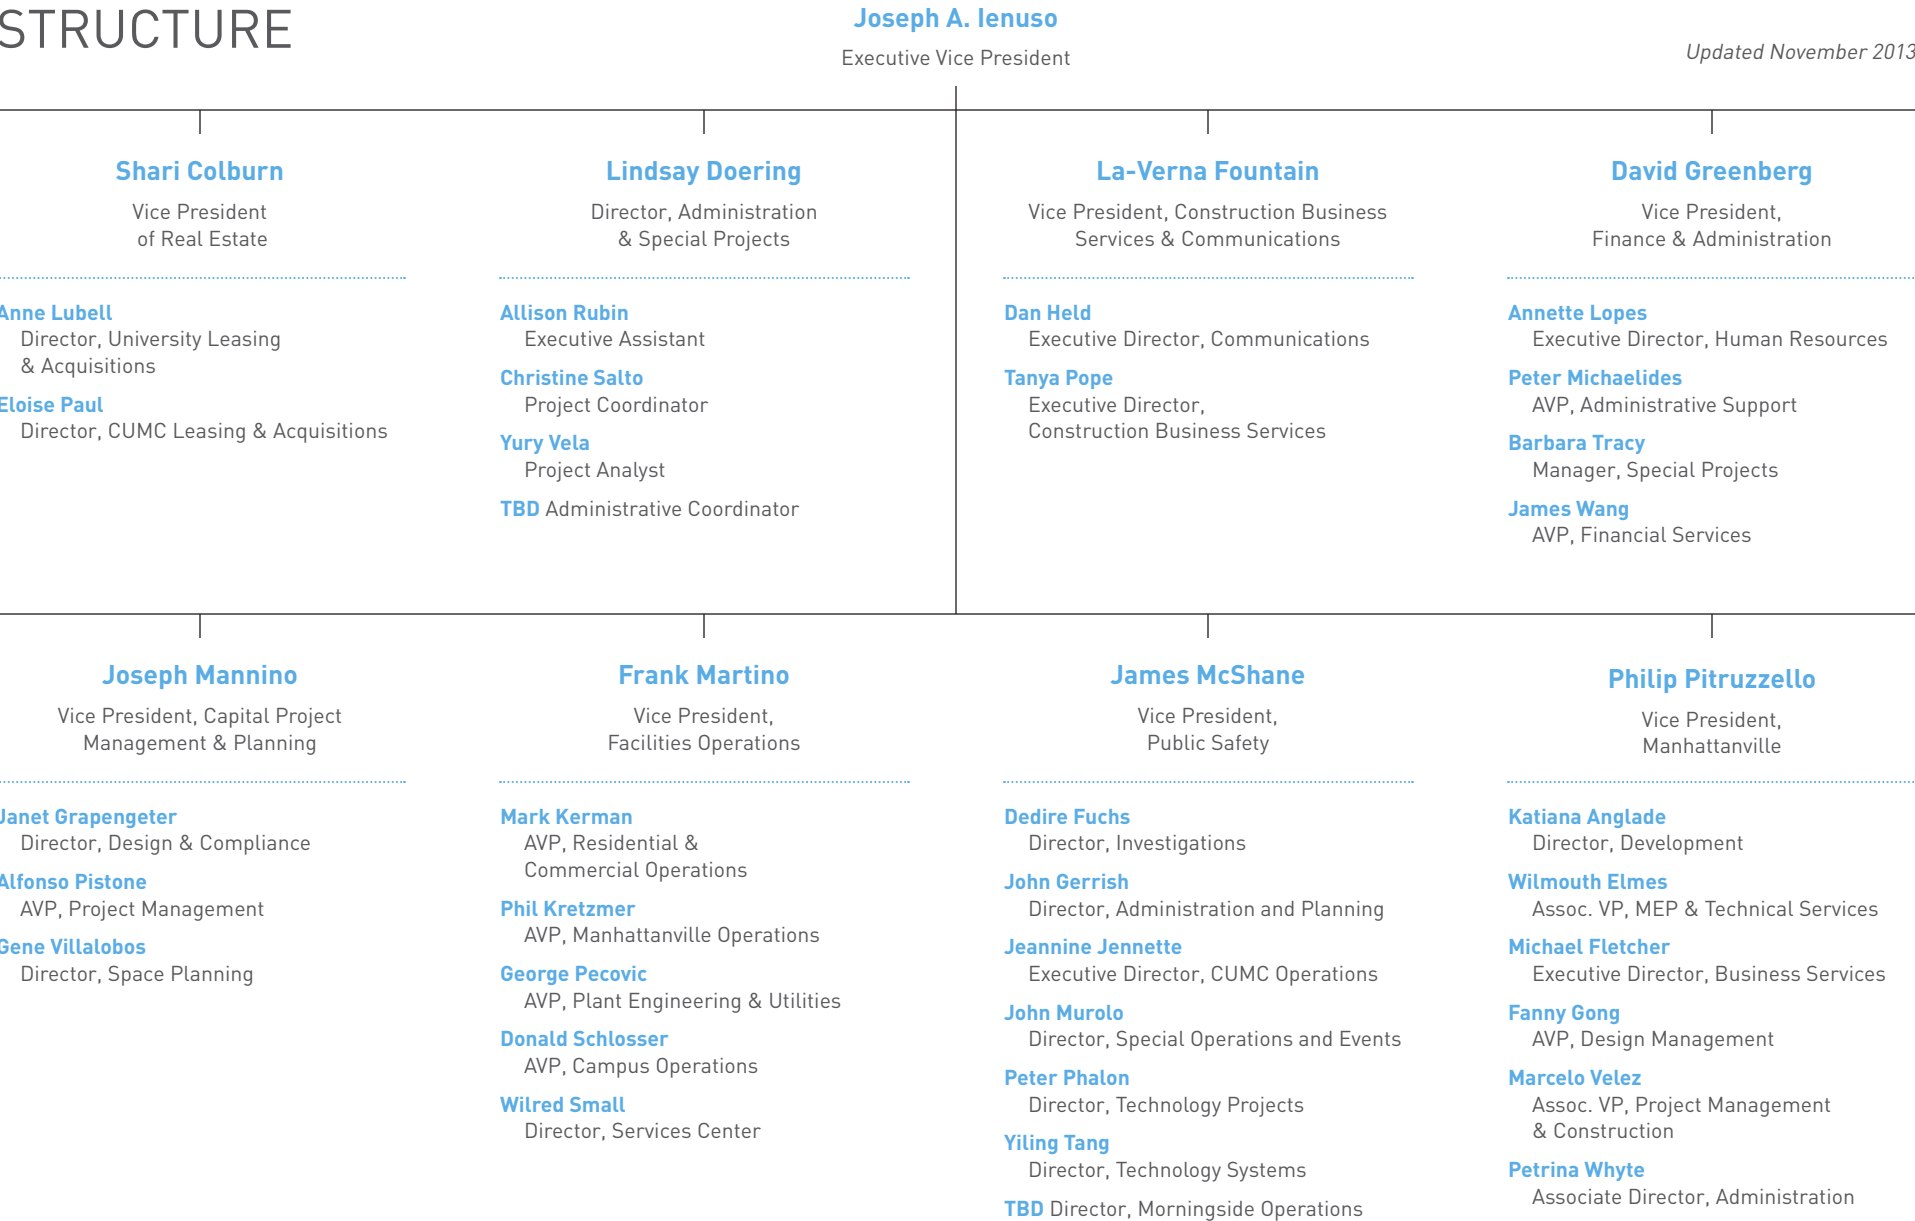 STRUCTURE
Joseph A. Ienuso
Executive Vice President
Updated November 2013
Shari Colburn
Vice President
of Real Estate
Anne Lubell
Director, University Leasing
& Acquisitions
Eloise Paul
Director, CUMC Leasing & Acquisitions
Lindsay Doering
Director, Administration
& Special Projects
Allison Rubin
Executive Assistant
Christine Salto
Project Coordinator
Yury Vela
Project Analyst
TBD Administrative Coordinator
La-Verna Fountain
Vice President, Construction Business
Services & Communications
Dan Held
Executive Director, Communications
Tanya Pope
Executive Director,
Construction Business Services
David Greenberg
Vice President,
Finance & Administration
Annette Lopes
Executive Director, Human Resources
Peter Michaelides
AVP, Administrative Support
Barbara Tracy
Manager, Special Projects
James Wang
AVP, Financial Services
Joseph Mannino
Vice President, Capital Project
Management & Planning
Janet Grapengeter
Director, Design & Compliance
Alfonso Pistone
AVP, Project Management
Gene Villalobos
Director, Space Planning
Frank Martino
Vice President,
Facilities Operations
Mark Kerman
AVP, Residential &
Commercial Operations
Phil Kretzmer
AVP, Manhattanville Operations
George Pecovic
AVP, Plant Engineering & Utilities
Donald Schlosser
AVP, Campus Operations
Wilred Small
Director, Services Center
James McShane
Vice President,
Public Safety
Dedire Fuchs
Director, Investigations
John Gerrish
Director, Administration and Planning
Jeannine Jennette
Executive Director, CUMC Operations
John Murolo
Director, Special Operations and Events
Peter Phalon
Director, Technology Projects
Yiling Tang
Director, Technology Systems
TBD Director, Morningside Operations
Philip Pitruzzello
Vice President,
Manhattanville
Katiana Anglade
Director, Development
Wilmouth Elmes
Assoc. VP, MEP & Technical Services
Michael Fletcher
Executive Director, Business Services
Fanny Gong
AVP, Design Management
Marcelo Velez
Assoc. VP, Project Management
& Construction
Petrina Whyte
Associate Director, Administration